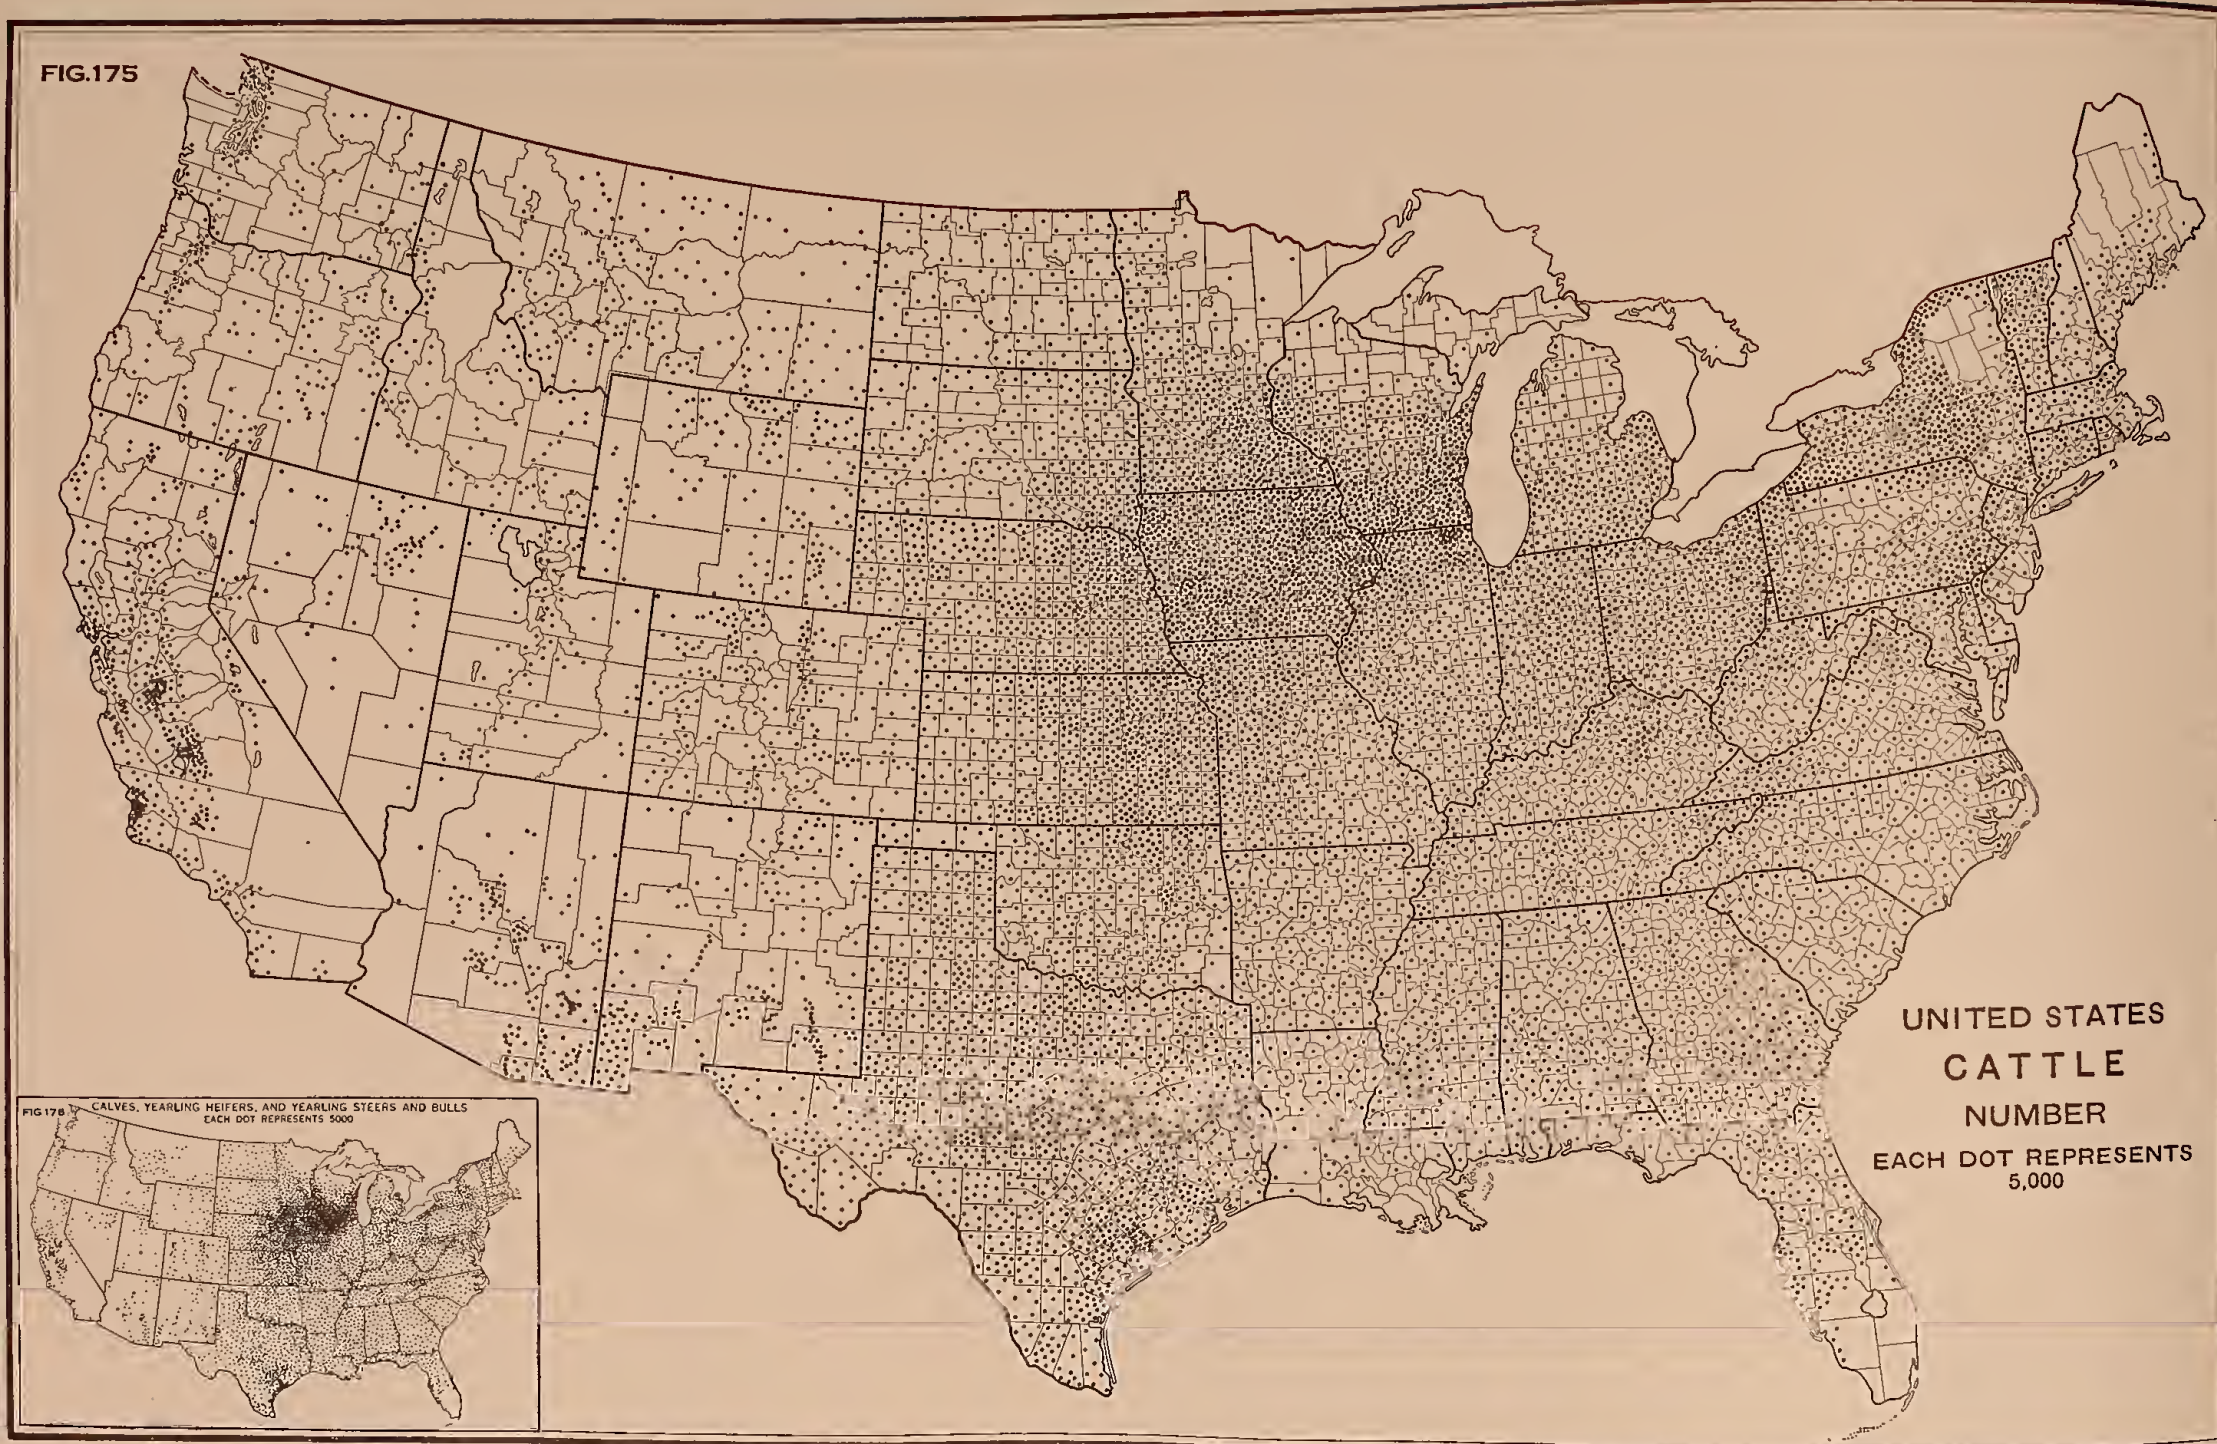 FIG.175
UNITED STATES
CATTLE
NUMBER
EACH DOT REPRESENTS
5,000
FIG 176
CALVES, YEARLING HEIFERS, AND YEARLING STEERS AND BULLS
EACH DOT REPRESENTS 5000